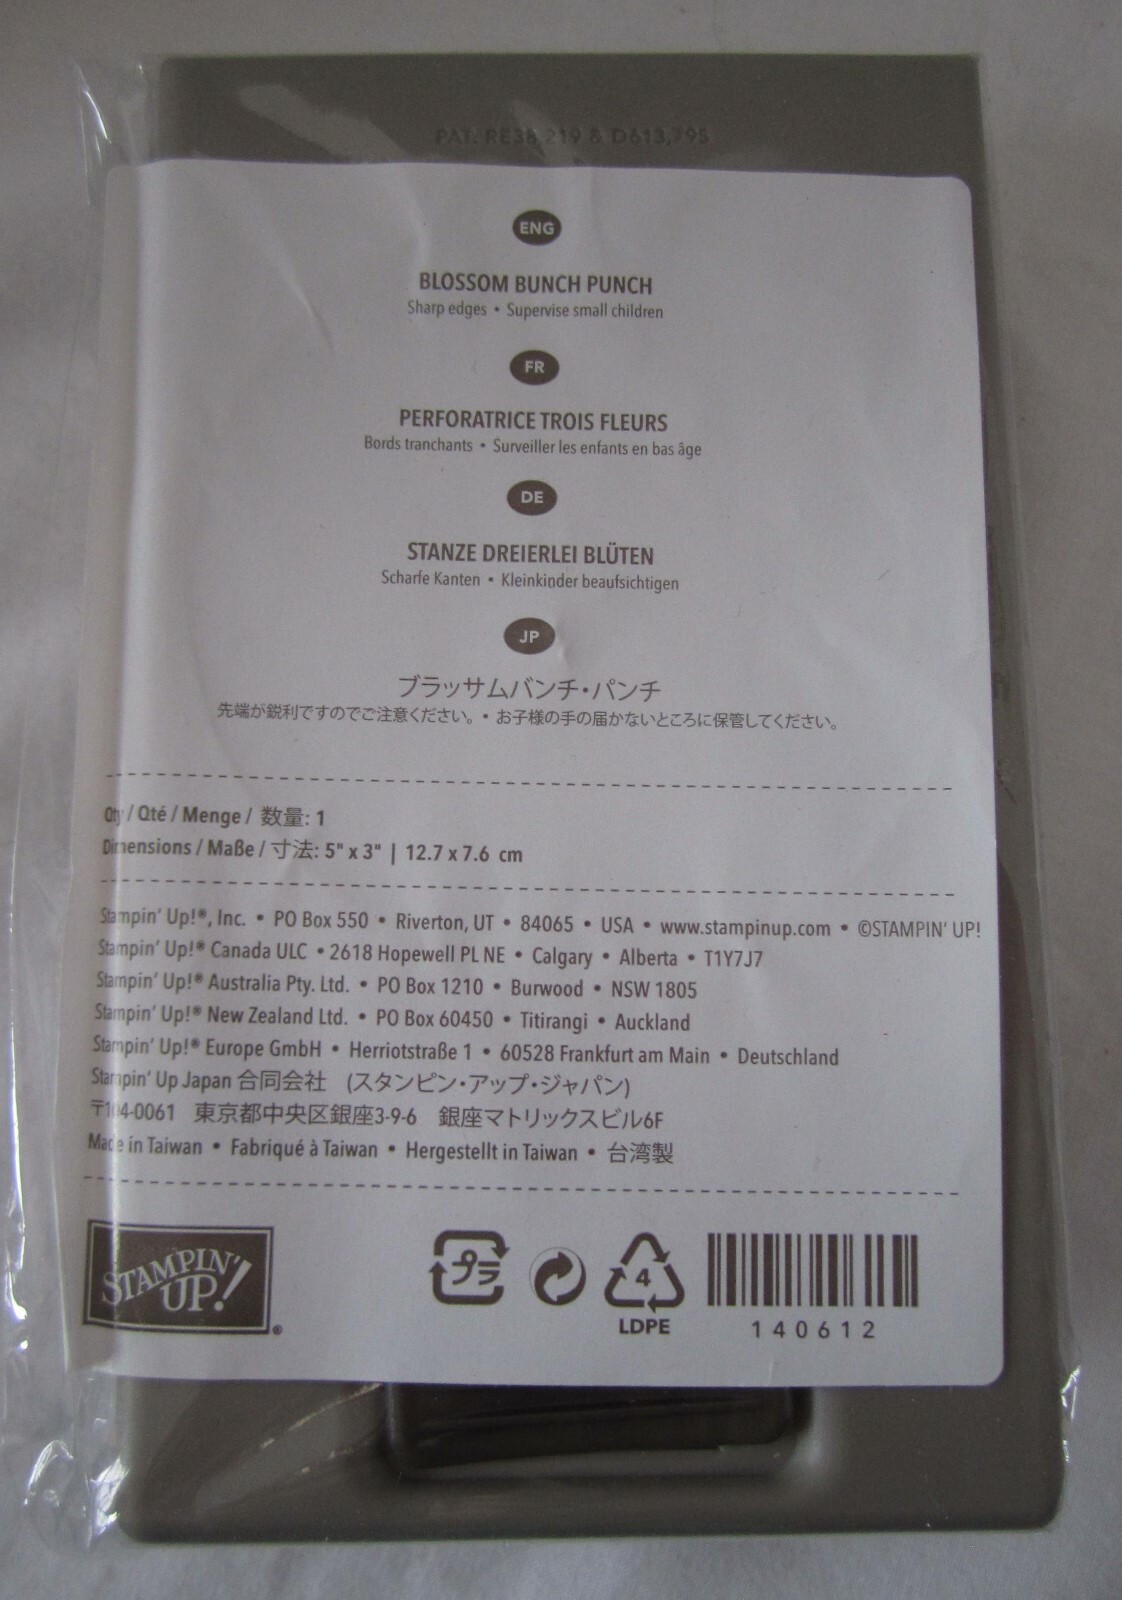 PAT. RE38,219 & D613,795
ENG
BLOSSOM BUNCH PUNCH
Sharp edges • Supervise small children
FR
PERFORATRICE TROIS FLEURS
Bords tranchants • Surveiller les enfants en bas âge
DE
STANZE DREIERLEI BLÜTEN
Scharfe Kanten • Kleinkinder beaufsichtigen
JP
ブラッサムバンチ・パンチ
先端が鋭利ですのでご注意ください。• お子様の手の届かないところに保管してください。
Qty / Qté / Menge / 数量: 1
Dimensions / Maße / 寸法: 5" x 3" | 12.7 x 7.6 cm
Stampin' Up!®, Inc. • PO Box 550 • Riverton, UT • 84065 • USA • www.stampinup.com • ©STAMPIN' UP!
Stampin' Up!® Canada ULC • 2618 Hopewell PL NE • Calgary • Alberta • T1Y7J7
Stampin' Up!® Australia Pty. Ltd. • PO Box 1210 • Burwood • NSW 1805
Stampin' Up!® New Zealand Ltd. • PO Box 60450 • Titirangi • Auckland
Stampin' Up!® Europe GmbH • Herriotstraße 1 • 60528 Frankfurt am Main • Deutschland
Stampin' Up Japan 合同会社 (スタンピン・アップ・ジャパン)
〒104-0061 東京都中央区銀座3-9-6 銀座マトリックスビル6F
Made in Taiwan • Fabriqué à Taiwan • Hergestellt in Taiwan • 台湾製
STAMPIN' UP!®
プラ
4
LDPE
140612